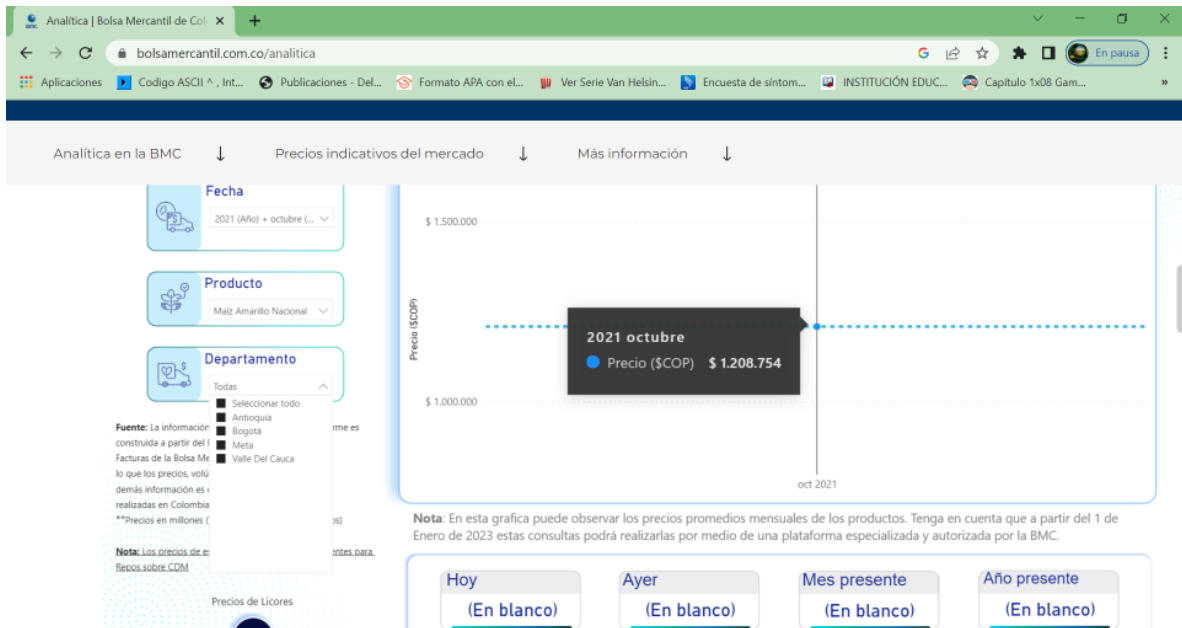 Analítica | Bolsa Mercantil de Col
bolsamercantil.com.co/analitica
En pausa
Aplicaciones
Codigo ASCII ^ , Int...
Publicaciones - Del...
Formato APA con el...
Ver Serie Van Helsin...
Encuesta de síntom...
INSTITUCIÓN EDUC...
Capítulo 1x08 Gam...
»
Analítica en la BMC ↓
Precios indicativos del mercado ↓
Más información ↓
Fecha
2021 (Año) + octubre (...
Producto
Maíz Amarillo Nacional
Departamento
Todas
Seleccionar todo
Antioquia
Bogotá
Meta
Valle Del Cauca
Fuente: La información
rme es
construida a partir del
Facturas de la Bolsa Me
lo que los precios, volú
demás información es
realizadas en Colombia
**Precios en millones (
os)
Nota: Los precios de
entes para
Repos sobre CDM
Precios de Licores
$ 1.500.000
Precio ($COP)
2021 octubre
Precio ($COP) $ 1.208.754
$ 1.000.000
oct 2021
Nota: En esta grafica puede observar los precios promedios mensuales de los productos. Tenga en cuenta que a partir del 1 de
Enero de 2023 estas consultas podrá realizarlas por medio de una plataforma especializada y autorizada por la BMC.
Hoy
(En blanco)
Ayer
(En blanco)
Mes presente
(En blanco)
Año presente
(En blanco)